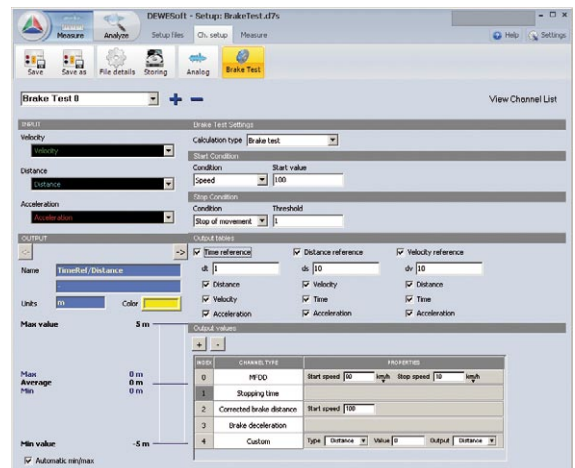 DEWESoft - Setup: BrakeTest.d7s
Measure Analyze Setup files Ch. setup Measure Help Settings
Save Save as File details Storing Analog Brake Test
Brake Test 0 View Channel List
INPUT
Velocity
Velocity
Distance
Distance
Acceleration
Acceleration
Brake Test Settings
Calculation type Brake test
Start Condition
Condition Start value
Speed 100
Stop Condition
Condition Threshold
Stop of movement 1
OUTPUT
<- ->
Name TimeRef/Distance
-
Units m Color
Max value 5 m
Max 0 m
Average 0 m
Min 0 m
Min value -5 m
Automatic min/max
Output tables
Time reference Distance reference Velocity reference
dt 1 ds 10 dv 10
Distance Velocity Distance
Velocity Time Time
Acceleration Acceleration Acceleration
Output values
+ -
INDEX CHANNEL TYPE PROPERTIES
0 MFDD Start speed 80 km/h Stop speed 10 km/h
1 Stopping time
2 Corrected brake distance Start speed 100
3 Brake deceleration
4 Custom Type Distance Value 0 Output Distance